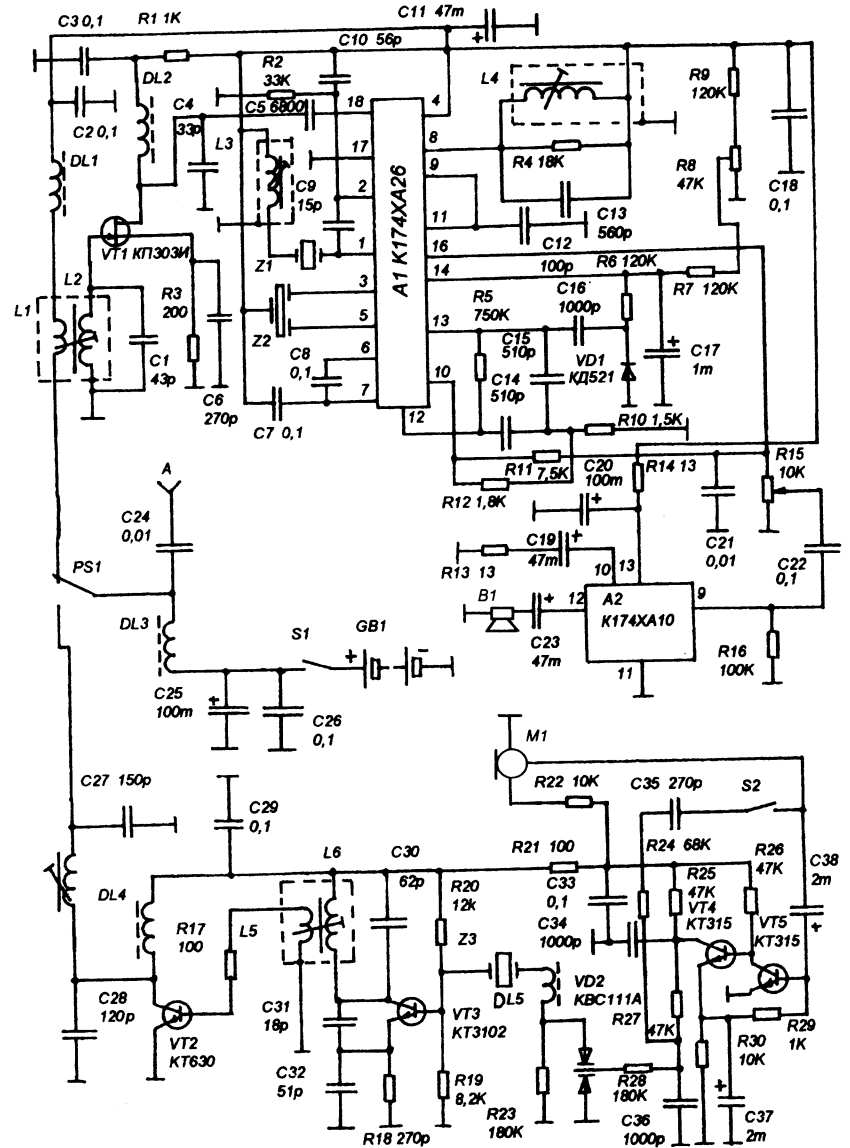 C3 0,1
R1 1K
C11 47m
+
C10 56p
DL2
R2
33K
C4
33p
C5 6800
18
4
L4
R9
120K
C2 0,1
L3
17
8
R4 18K
R8
47K
C18
0,1
DL1
C9
15p
2
9
11
C13
560p
VT1 КП303И
Z1
1
A1 К174ХА26
16
C12
100p
14
R6 120K
R7 120K
L1
L2
R3
200
3
Z2
5
R5
750K
C16
1000p
13
C15
510p
C1
43p
C8
0,1
6
VD1
КД521
+
C17
1m
C6
270p
7
C7 0,1
10
C14
510p
12
R10 1,5K
R11
7,5K
C20
100m
R14 13
R15
10K
R12 1,8K
+
A
C24
0,01
C19
47m
+
C21
0,01
C22
0,1
R13 13
10
13
PS1
B1
+
12
A2
К174ХА10
9
DL3
S1
GB1
+
-
C23
47m
R16
100K
11
C25
100m
+
C26
0,1
M1
C27 150p
C29
0,1
R22 10K
C35 270p
S2
L6
C30
62p
R21 100
R24 68K
R26
47K
C38
2m
+
DL4
R17
100
L5
R20
12k
C33
0,1
R25
47K
VT4
КТ315
VT5
КТ315
Z3
C34
1000p
DL5
VD2
КВС111А
C28
120p
C31
18p
VT3
КТ3102
R27
47K
R29
1K
R30
10K
VT2
КТ630
C32
51p
R19
8,2K
R28
180K
+
R18 270p
R23
180K
C36
1000p
C37
2m